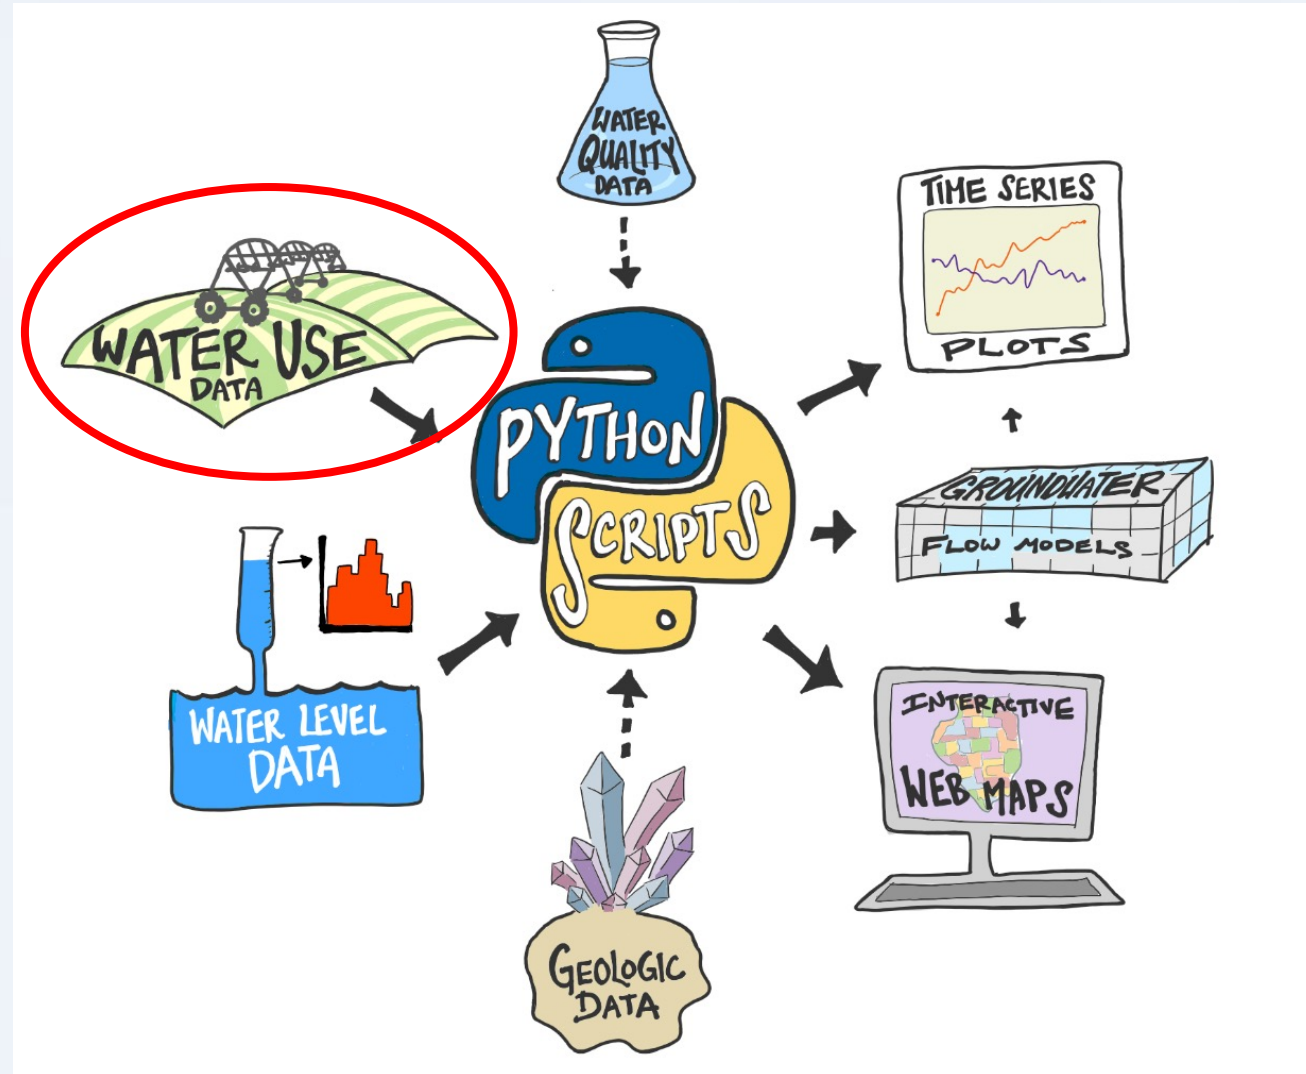 WATER
QUALITY
DATA
TIME SERIES
PLOTS
WATER USE
DATA
PYTHON
SCRIPTS
GROUNDWATER
FLOW MODELS
WATER LEVEL
DATA
INTERACTIVE
WEB MAPS
GEOLOGIC
DATA